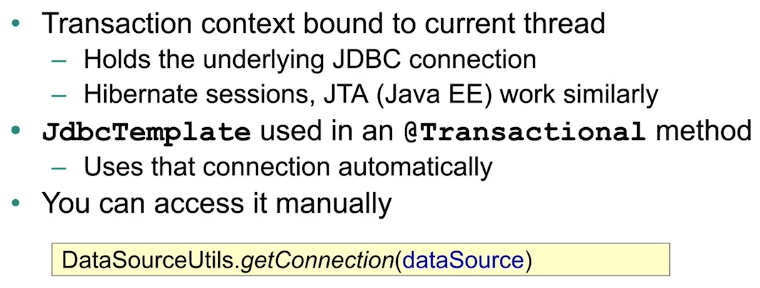 • Transaction context bound to current thread
– Holds the underlying JDBC connection
– Hibernate sessions, JTA (Java EE) work similarly
• JdbcTemplate used in an @Transactional method
– Uses that connection automatically
• You can access it manually
DataSourceUtils.getConnection(dataSource)